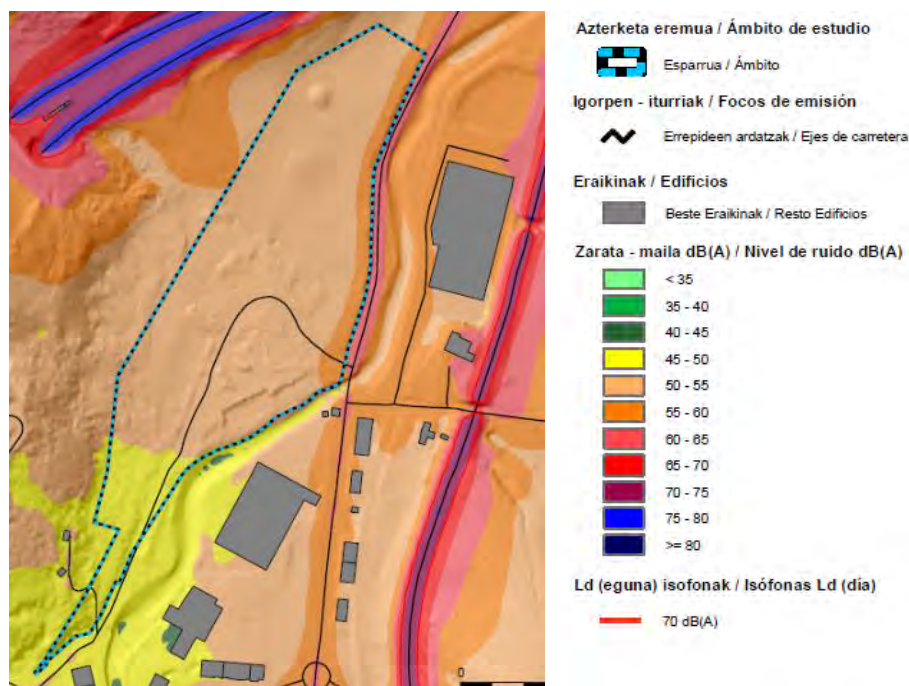 Azterketa eremua / Ámbito de estudio
Esparrua / Ámbito
Igorpen - iturriak / Focos de emisión
Errepideen ardatzak / Ejes de carretera
Eraikinak / Edificios
Beste Eraikinak / Resto Edificios
Zarata - maila dB(A) / Nivel de ruido dB(A)
< 35
35 - 40
40 - 45
45 - 50
50 - 55
55 - 60
60 - 65
65 - 70
70 - 75
75 - 80
>= 80
Ld (eguna) isofonak / Isófonas Ld (día)
70 dB(A)